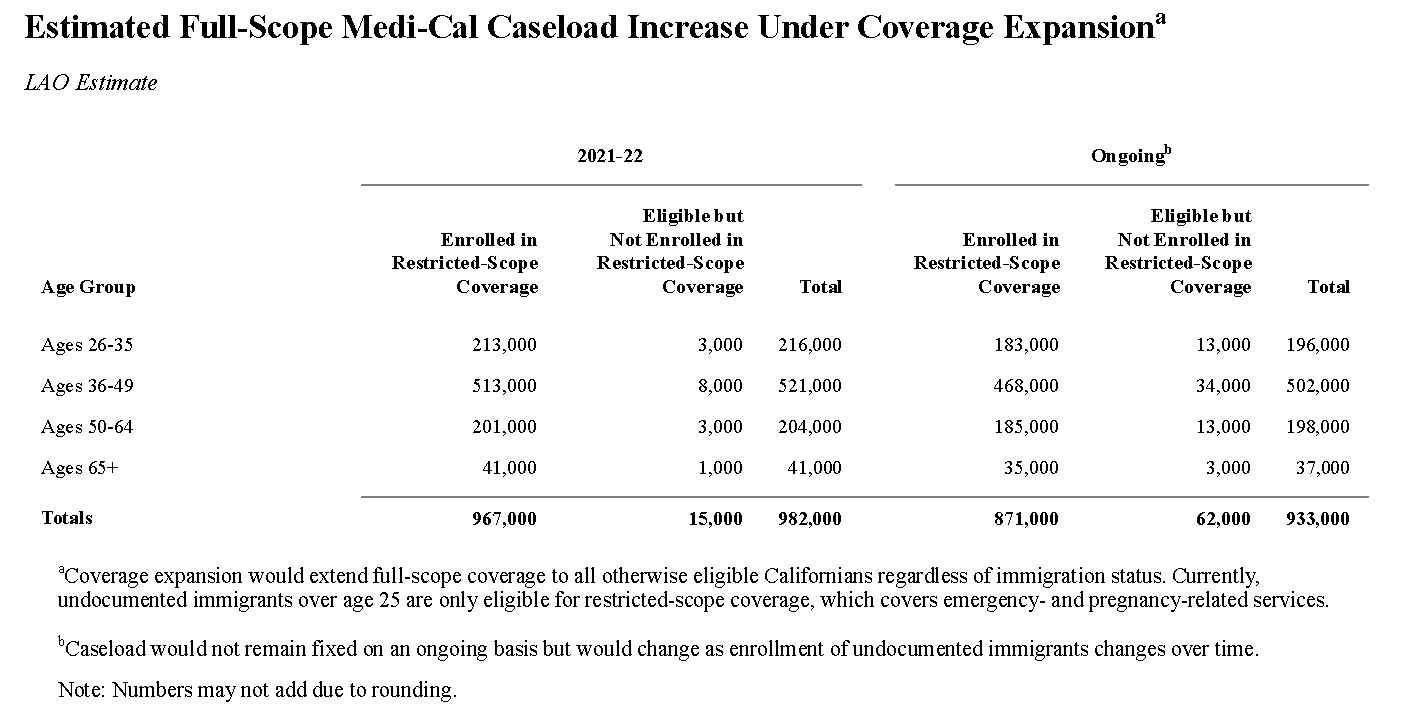 Estimated Full-Scope Medi-Cal Caseload Increase Under Coverage Expansionᵃ
LAO Estimate
2021-22 Ongoingᵇ
Eligible but Eligible but
Enrolled in Not Enrolled in Enrolled in Not Enrolled in
Restricted-Scope Restricted-Scope Restricted-Scope Restricted-Scope
Age Group Coverage Coverage Total Coverage Coverage Total
Ages 26-35 213,000 3,000 216,000 183,000 13,000 196,000
Ages 36-49 513,000 8,000 521,000 468,000 34,000 502,000
Ages 50-64 201,000 3,000 204,000 185,000 13,000 198,000
Ages 65+ 41,000 1,000 41,000 35,000 3,000 37,000
Totals 967,000 15,000 982,000 871,000 62,000 933,000
ᵃCoverage expansion would extend full-scope coverage to all otherwise eligible Californians regardless of immigration status. Currently,
undocumented immigrants over age 25 are only eligible for restricted-scope coverage, which covers emergency- and pregnancy-related services.
ᵇCaseload would not remain fixed on an ongoing basis but would change as enrollment of undocumented immigrants changes over time.
Note: Numbers may not add due to rounding.